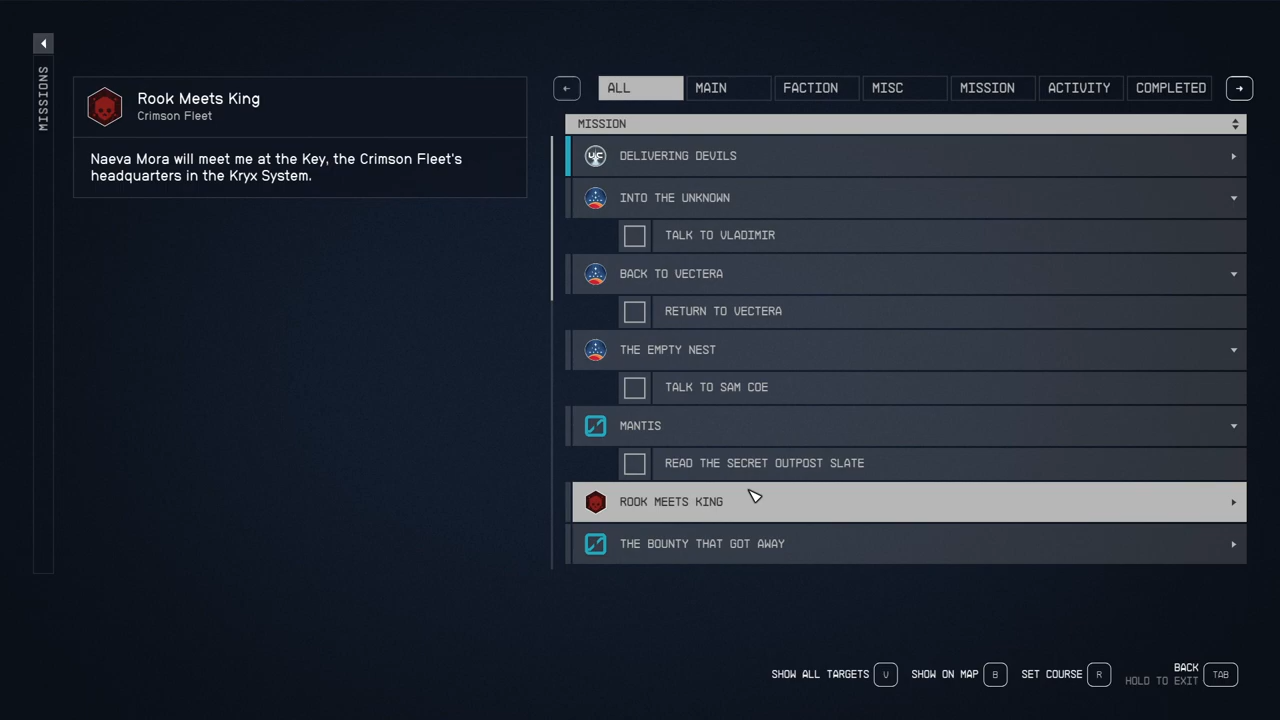 MISSIONS
Rook Meets King
Crimson Fleet
Naeva Mora will meet me at the Key, the Crimson Fleet's
headquarters in the Kryx System.
ALL MAIN FACTION MISC MISSION ACTIVITY COMPLETED
MISSION
DELIVERING DEVILS
INTO THE UNKNOWN
TALK TO VLADIMIR
BACK TO VECTERA
RETURN TO VECTERA
THE EMPTY NEST
TALK TO SAM COE
MANTIS
READ THE SECRET OUTPOST SLATE
ROOK MEETS KING
THE BOUNTY THAT GOT AWAY
SHOW ALL TARGETS V SHOW ON MAP B SET COURSE R BACK TAB
HOLD TO EXIT